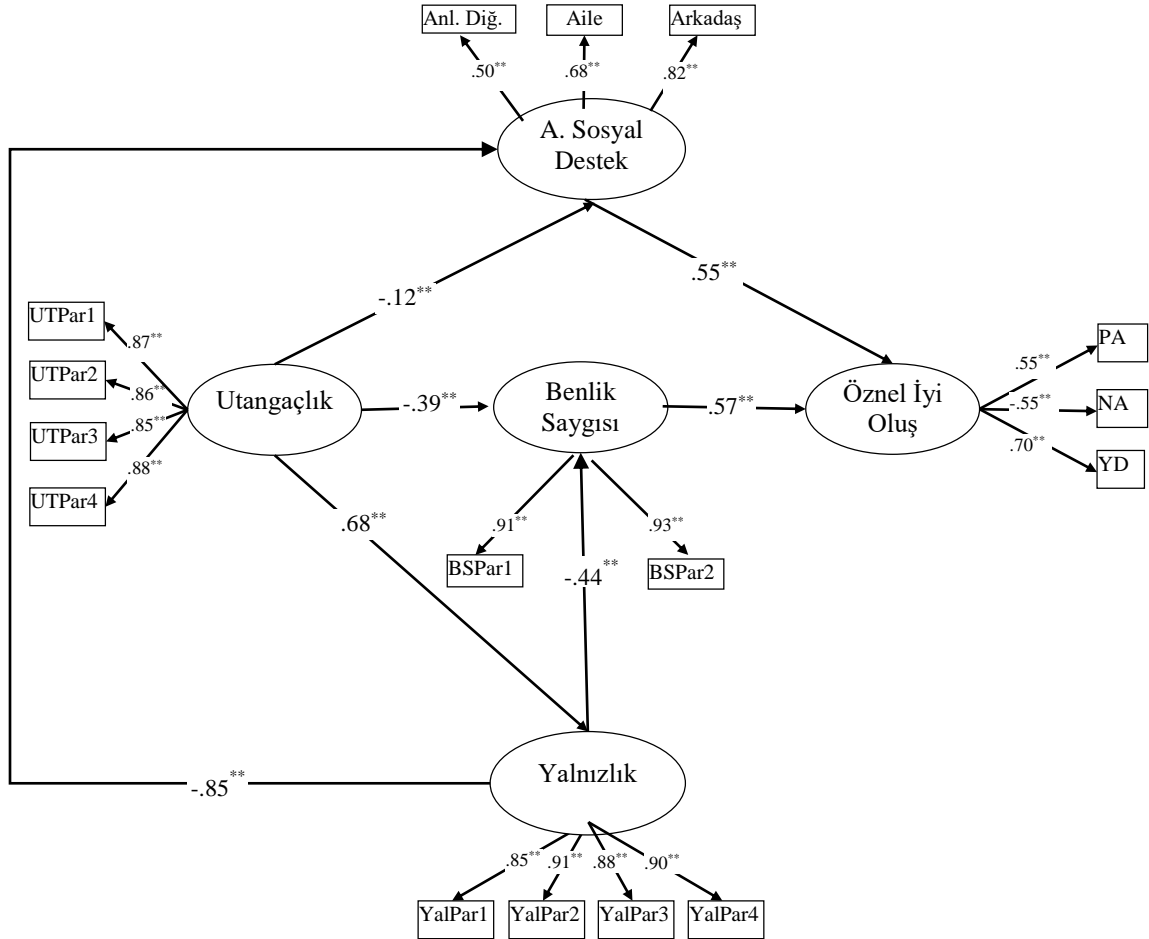 Anl. Diğ.
Aile
Arkadaş
.50**
.68**
.82**
A. Sosyal
Destek
-.12**
.55**
UTPar1
UTPar2
UTPar3
UTPar4
.87**
.86**
.85**
.88**
Utangaçlık
-.39**
Benlik
Saygısı
.57**
Öznel İyi
Oluş
.55**
-.55**
.70**
PA
NA
YD
.68**
.91**
.93**
BSPar1
BSPar2
-.44**
Yalnızlık
-.85**
.85**
.91**
.88**
.90**
YalPar1
YalPar2
YalPar3
YalPar4